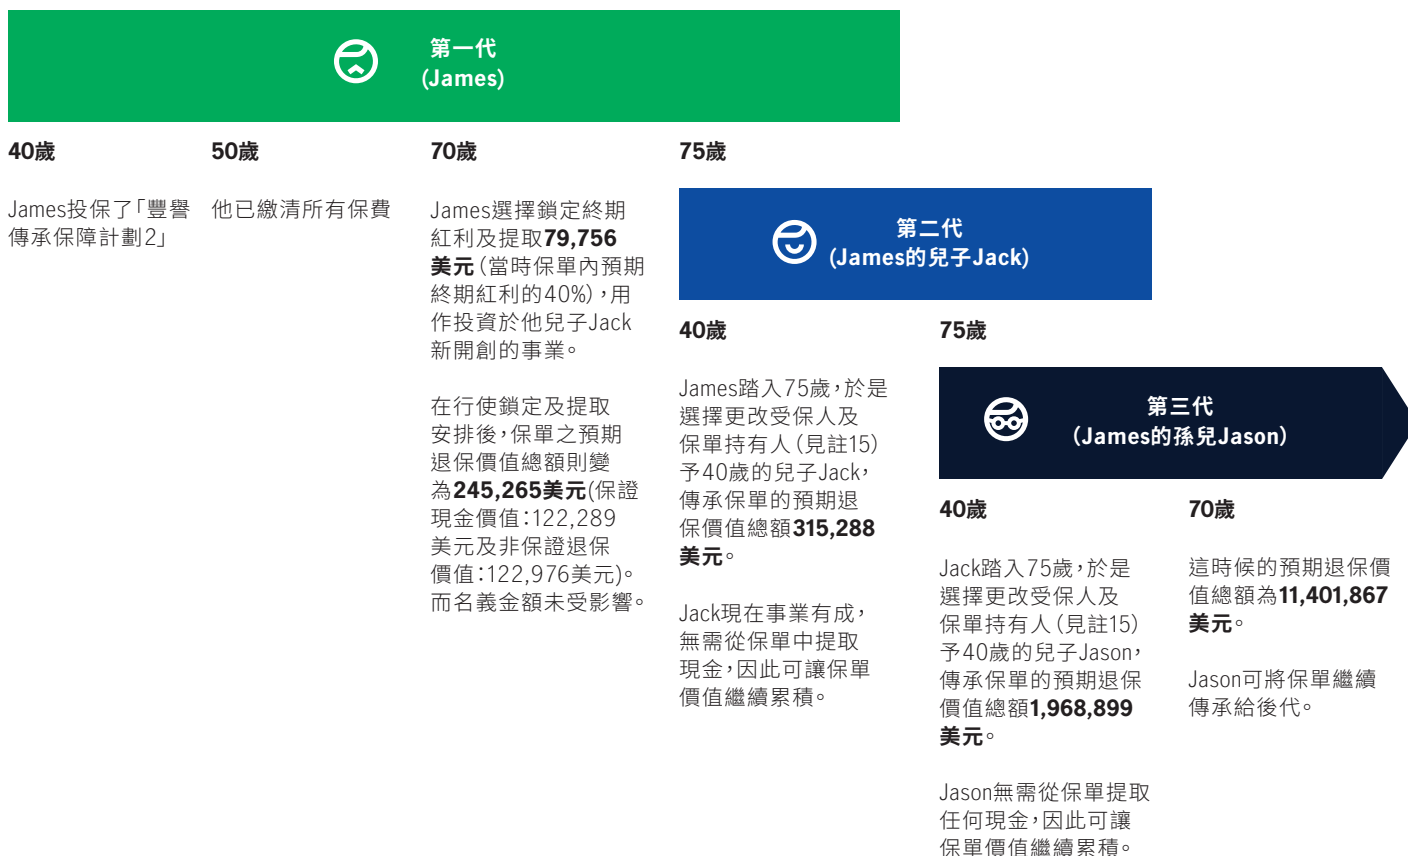 第一代
(James)
40歲
James投保了「豐譽
傳承保障計劃2」
50歲
他已繳清所有保費
70歲
James選擇鎖定終期
紅利及提取79,756
美元(當時保單內預期
終期紅利的40%),用
作投資於他兒子Jack
新開創的事業。
在行使鎖定及提取
安排後,保單之預期
退保價值總額則變
為245,265美元(保證
現金價值:122,289
美元及非保證退保
價值:122,976美元)。
而名義金額未受影響。
75歲
第二代
(James的兒子Jack)
40歲
James踏入75歲,於是
選擇更改受保人及
保單持有人(見註15)
予40歲的兒子Jack,
傳承保單的預期退
保價值總額315,288
美元。
Jack現在事業有成,
無需從保單中提取
現金,因此可讓保單
價值繼續累積。
75歲
第三代
(James的孫兒Jason)
40歲
Jack踏入75歲,於是
選擇更改受保人及
保單持有人(見註15)
予40歲的兒子Jason,
傳承保單的預期退保
價值總額1,968,899
美元。
Jason無需從保單提取
任何現金,因此可讓
保單價值繼續累積。
70歲
這時候的預期退保價
值總額為11,401,867
美元。
Jason可將保單繼續
傳承給後代。